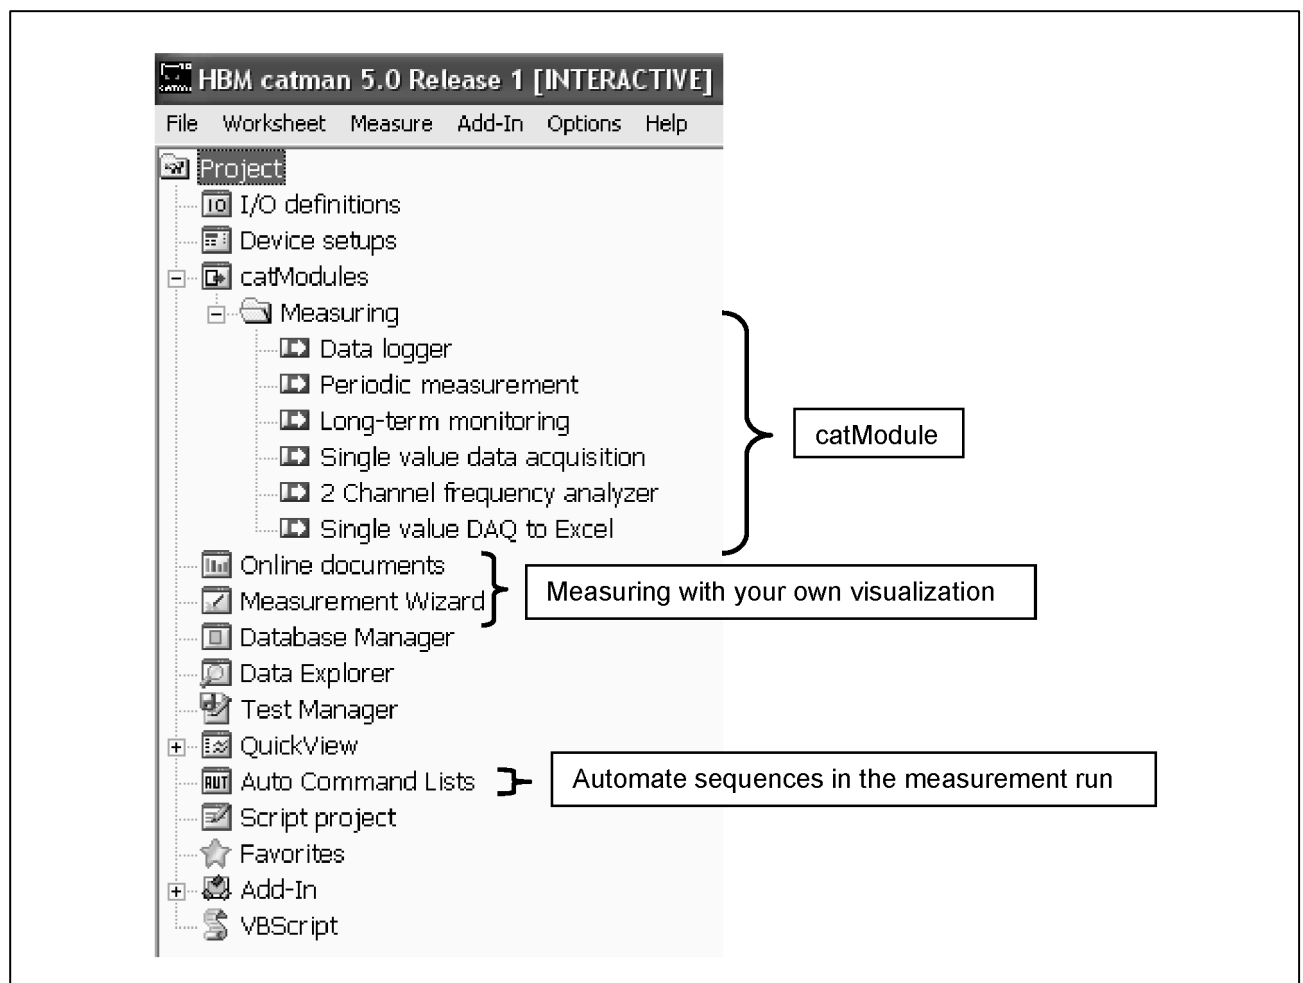 HBM catman 5.0 Release 1 [INTERACTIVE]
File Worksheet Measure Add-In Options Help
Project
I/O definitions
Device setups
catModules
Measuring
Data logger
Periodic measurement
Long-term monitoring
Single value data acquisition
2 Channel frequency analyzer
Single value DAQ to Excel
catModule
Online documents
Measurement Wizard
Measuring with your own visualization
Database Manager
Data Explorer
Test Manager
QuickView
AUT Auto Command Lists
Automate sequences in the measurement run
Script project
Favorites
Add-In
VBScript